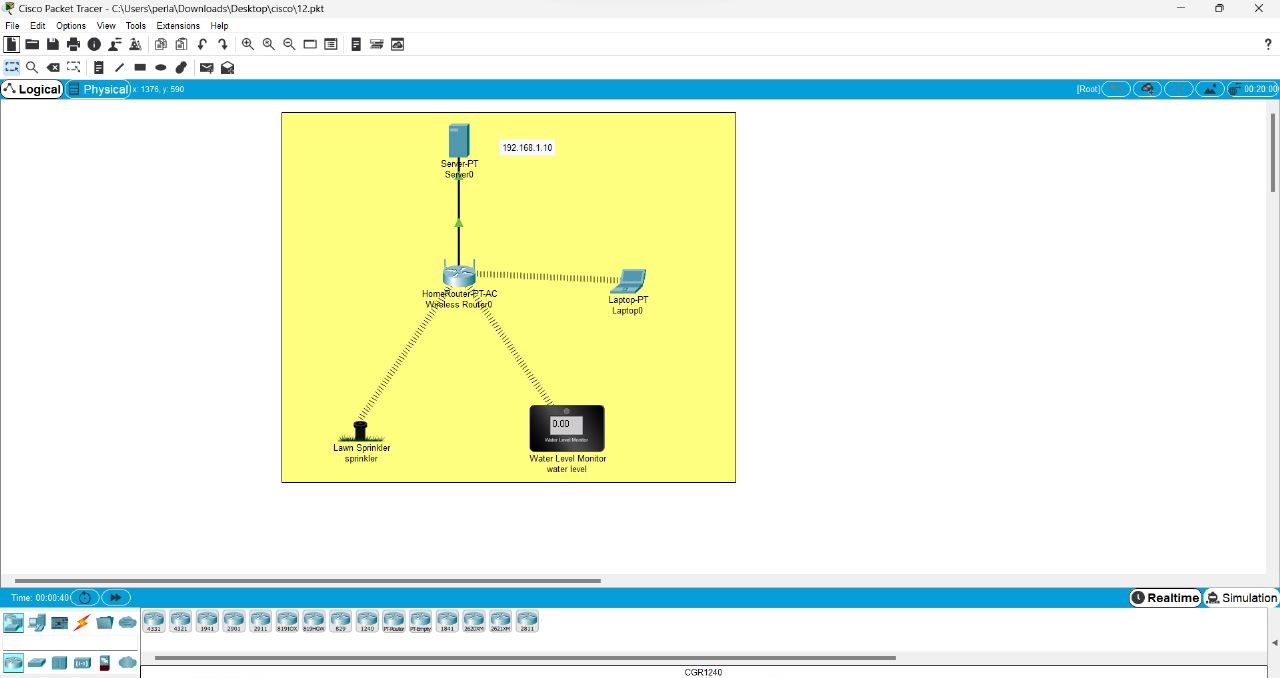 Cisco Packet Tracer - C:\Users\perla\Downloads\Desktop\cisco\12.pkt
File Edit Options View Tools Extensions Help
?
Logical Physical x: 1376, y: 590 [Root] 00:20:00
192.168.1.10
Server-PT
Server0
HomeRouter-PT-AC
Wireless Router0
Laptop-PT
Laptop0
0.00
Water Level Monitor
Lawn Sprinkler
sprinkler
Water Level Monitor
water level
Time: 00:00:40 Realtime Simulation
4331 4321 1941 2901 2911 819IOX 819HGW 829 1240 PT-Router PT-Empty 1841 2620XM 2621XM 2811
CGR1240